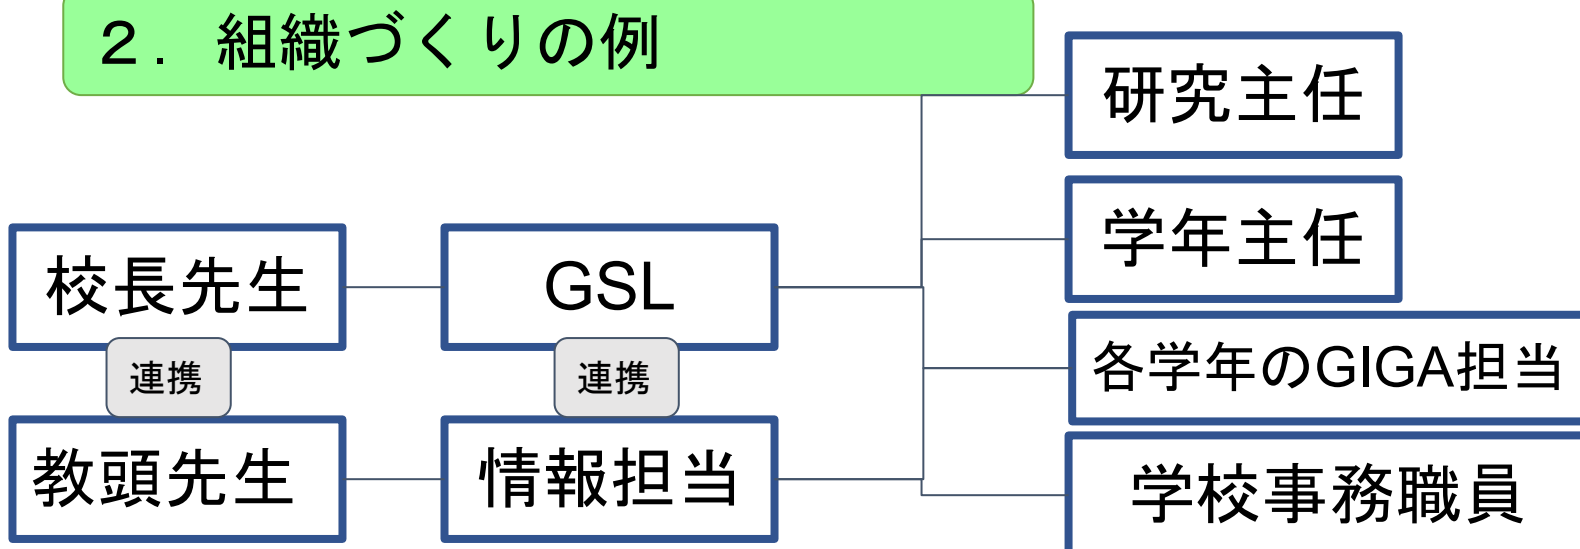 ２．組織づくりの例
研究主任
学年主任
校長先生
GSL
連携
連携
各学年のGIGA担当
教頭先生
情報担当
学校事務職員